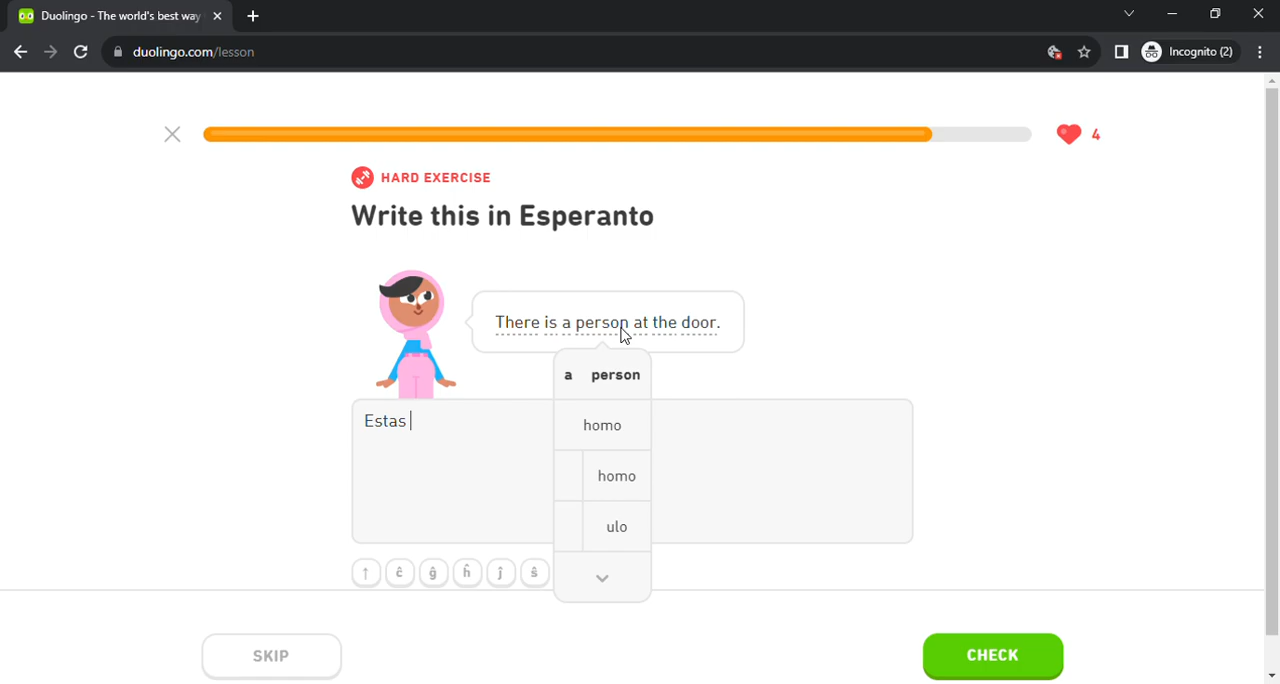 Duolingo - The world's best way
duolingo.com/lesson
Incognito (2)
4
HARD EXERCISE
Write this in Esperanto
There is a person at the door.
a person
homo
homo
ulo
Estas
↑ ĉ ĝ ĥ ĵ ŝ
SKIP
CHECK